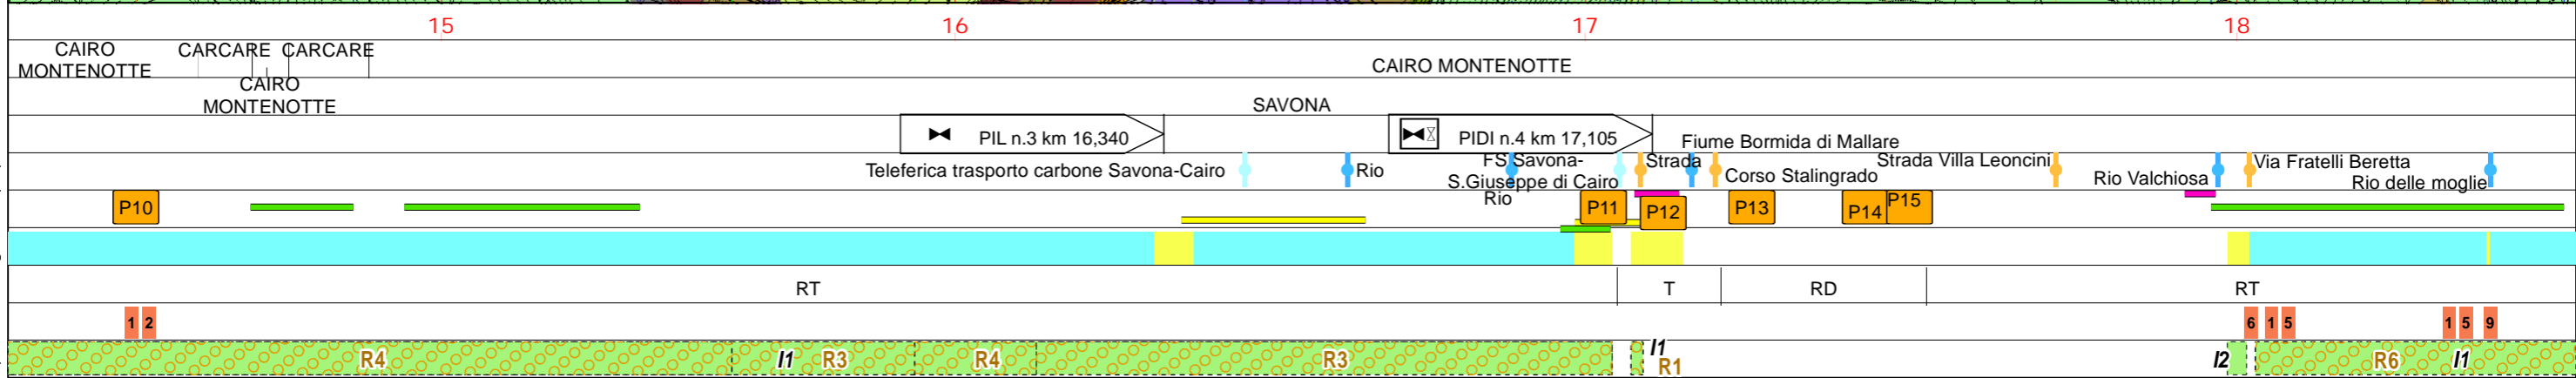 15 16 17 18
CAIRO MONTENOTTE
CARCARE CARCARE
CAIRO MONTENOTTE
CAIRO MONTENOTTE
SAVONA
PIL n.3 km 16,340
PIDI n.4 km 17,105
Teleferica trasporto carbone Savona-Cairo
Rio
FS Savona-
S.Giuseppe di Cairo
Rio
Strada
Fiume Bormida di Mallare
Corso Stalingrado
Strada Villa Leoncini
Rio Valchiosa
Via Fratelli Beretta
Rio delle moglie
P10 P11 P12 P13 P14 P15
RT T RD RT
1 2 6 1 5 1 5 9
R4 I1 R3 R4 R3 I1 R1 I2 R6 I1